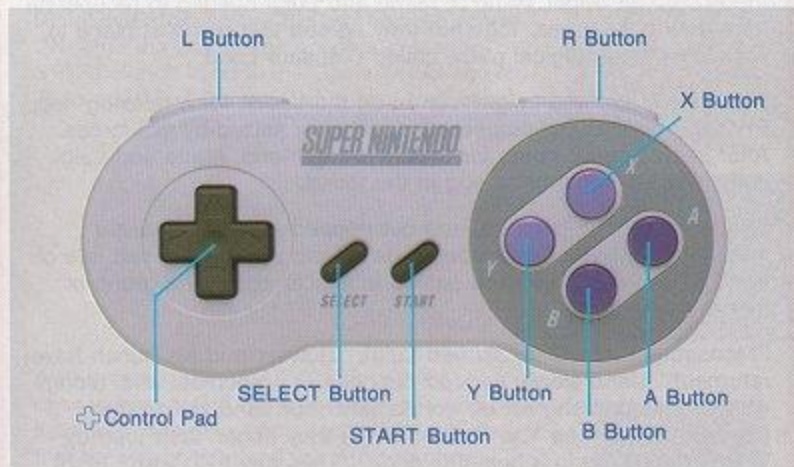 L Button
R Button
X Button
SUPER NINTENDO
X
A
Y
B
SELECT
START
SELECT Button
Y Button
A Button
Control Pad
START Button
B Button